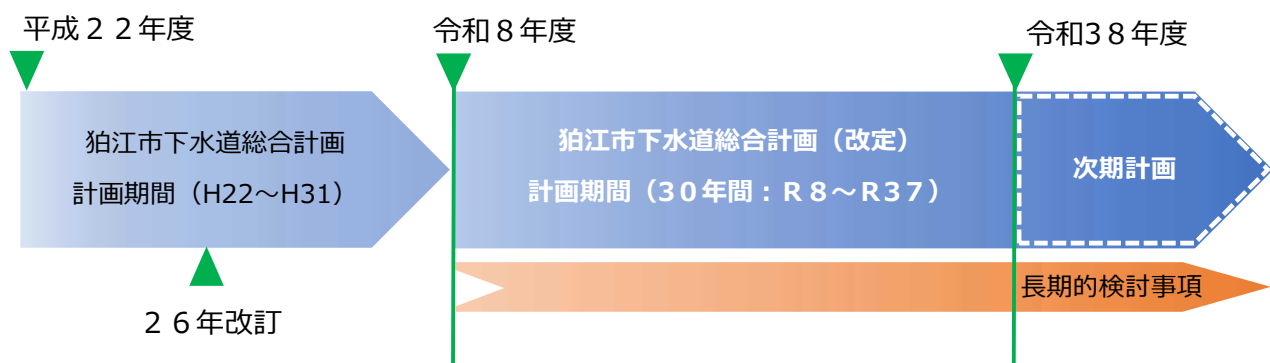 平成２２年度
令和８年度
令和3８年度
狛江市下水道総合計画
計画期間（H22～H31）
狛江市下水道総合計画（改定）
計画期間（30年間：R８～R3７）
次期計画
長期的検討事項
２６年改訂